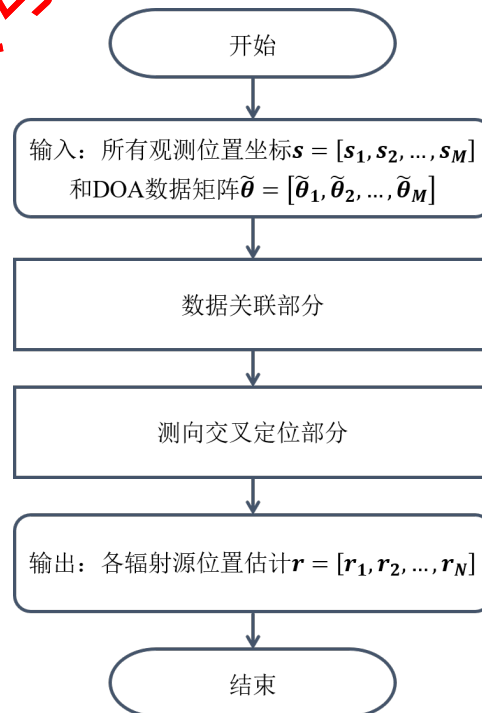 开始
输入：所有观测位置坐标s = [s₁, s₂, ..., s_M]
和DOA数据矩阵θ̃ = [θ̃₁, θ̃₂, ..., θ̃_M]
数据关联部分
测向交叉定位部分
输出：各辐射源位置估计r = [r₁, r₂, ..., r_N]
结束